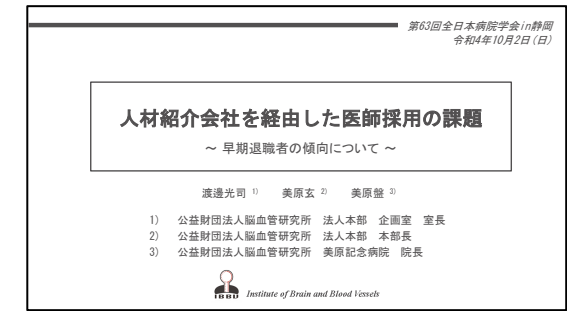 第63回全日本病院学会in静岡
令和4年10月2日(日)
人材紹介会社を経由した医師採用の課題
~ 早期退職者の傾向について ~
渡邊光司 1) 美原玄 2) 美原盤 3)
1) 公益財団法人脳血管研究所 法人本部 企画室 室長
2) 公益財団法人脳血管研究所 法人本部 本部長
3) 公益財団法人脳血管研究所 美原記念病院 院長
IBBD Institute of Brain and Blood Vessels